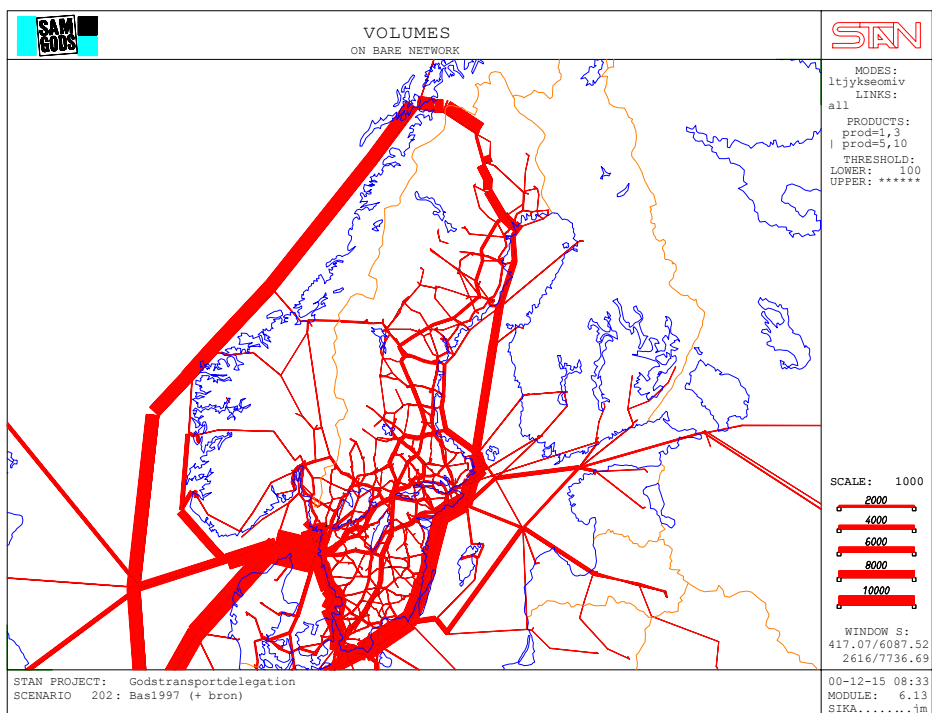 SAM
GODS
VOLUMES
ON BARE NETWORK
STAN
MODES:
ltjykseomiv
LINKS:
all
PRODUCTS:
prod=1,3
| prod=5,10
THRESHOLD:
LOWER: 100
UPPER: ******
SCALE: 1000
2000
4000
6000
8000
10000
WINDOW S:
417.07/6087.52
2616/7736.69
STAN PROJECT: Godstransportdelegation
SCENARIO 202: Bas1997 (+ bron)
00-12-15 08:33
MODULE: 6.13
SIKA.......jm